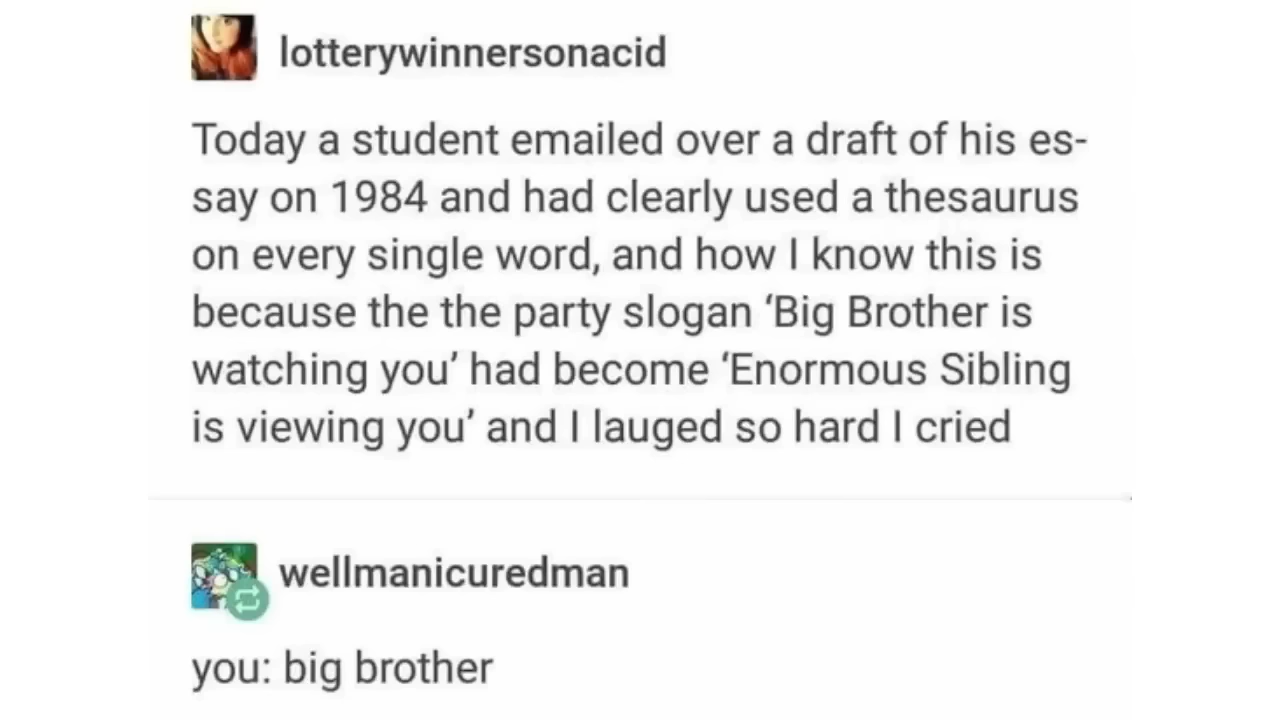 lotterywinnersonacid
Today a student emailed over a draft of his es-
say on 1984 and had clearly used a thesaurus
on every single word, and how I know this is
because the the party slogan ‘Big Brother is
watching you’ had become ‘Enormous Sibling
is viewing you’ and I lauged so hard I cried
wellmanicuredman
you: big brother